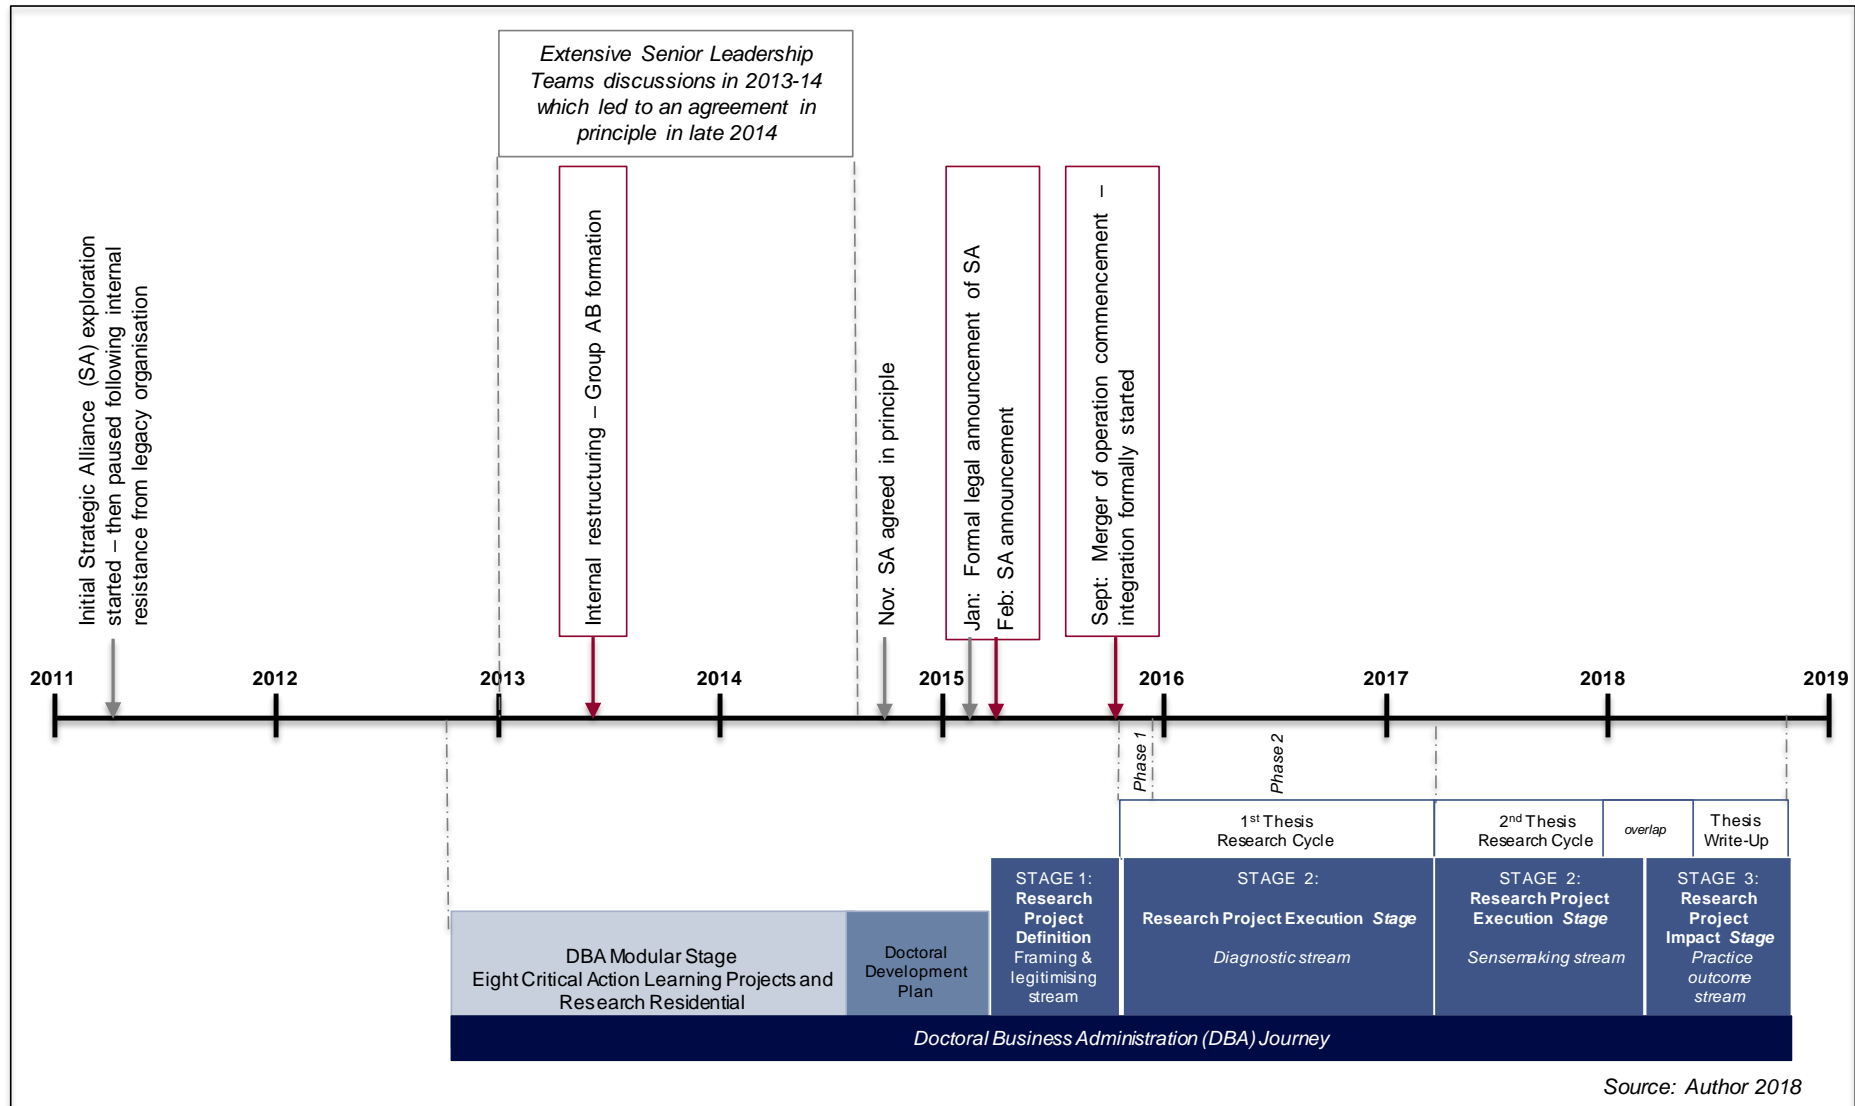 Extensive Senior Leadership
Teams discussions in 2013-14
which led to an agreement in
principle in late 2014
Initial Strategic Alliance (SA) exploration
started – then paused following internal
resistance from legacy organisation
Internal restructuring – Group AB formation
Nov: SA agreed in principle
Jan: Formal legal announcement of SA
Feb: SA announcement
Sept: Merger of operation commencement –
integration formally started
2011
2012
2013
2014
2015
2016
2017
2018
2019
Phase 1
Phase 2
1st Thesis
Research Cycle
2nd Thesis
Research Cycle
overlap
Thesis
Write-Up
DBA Modular Stage
Eight Critical Action Learning Projects and
Research Residential
Doctoral
Development
Plan
STAGE 1:
Research
Project
Definition
Framing &
legitimising
stream
STAGE 2:
Research Project Execution Stage
Diagnostic stream
STAGE 2:
Research Project
Execution Stage
Sensemaking stream
STAGE 3:
Research
Project
Impact Stage
Practice
outcome
stream
Doctoral Business Administration (DBA) Journey
Source: Author 2018